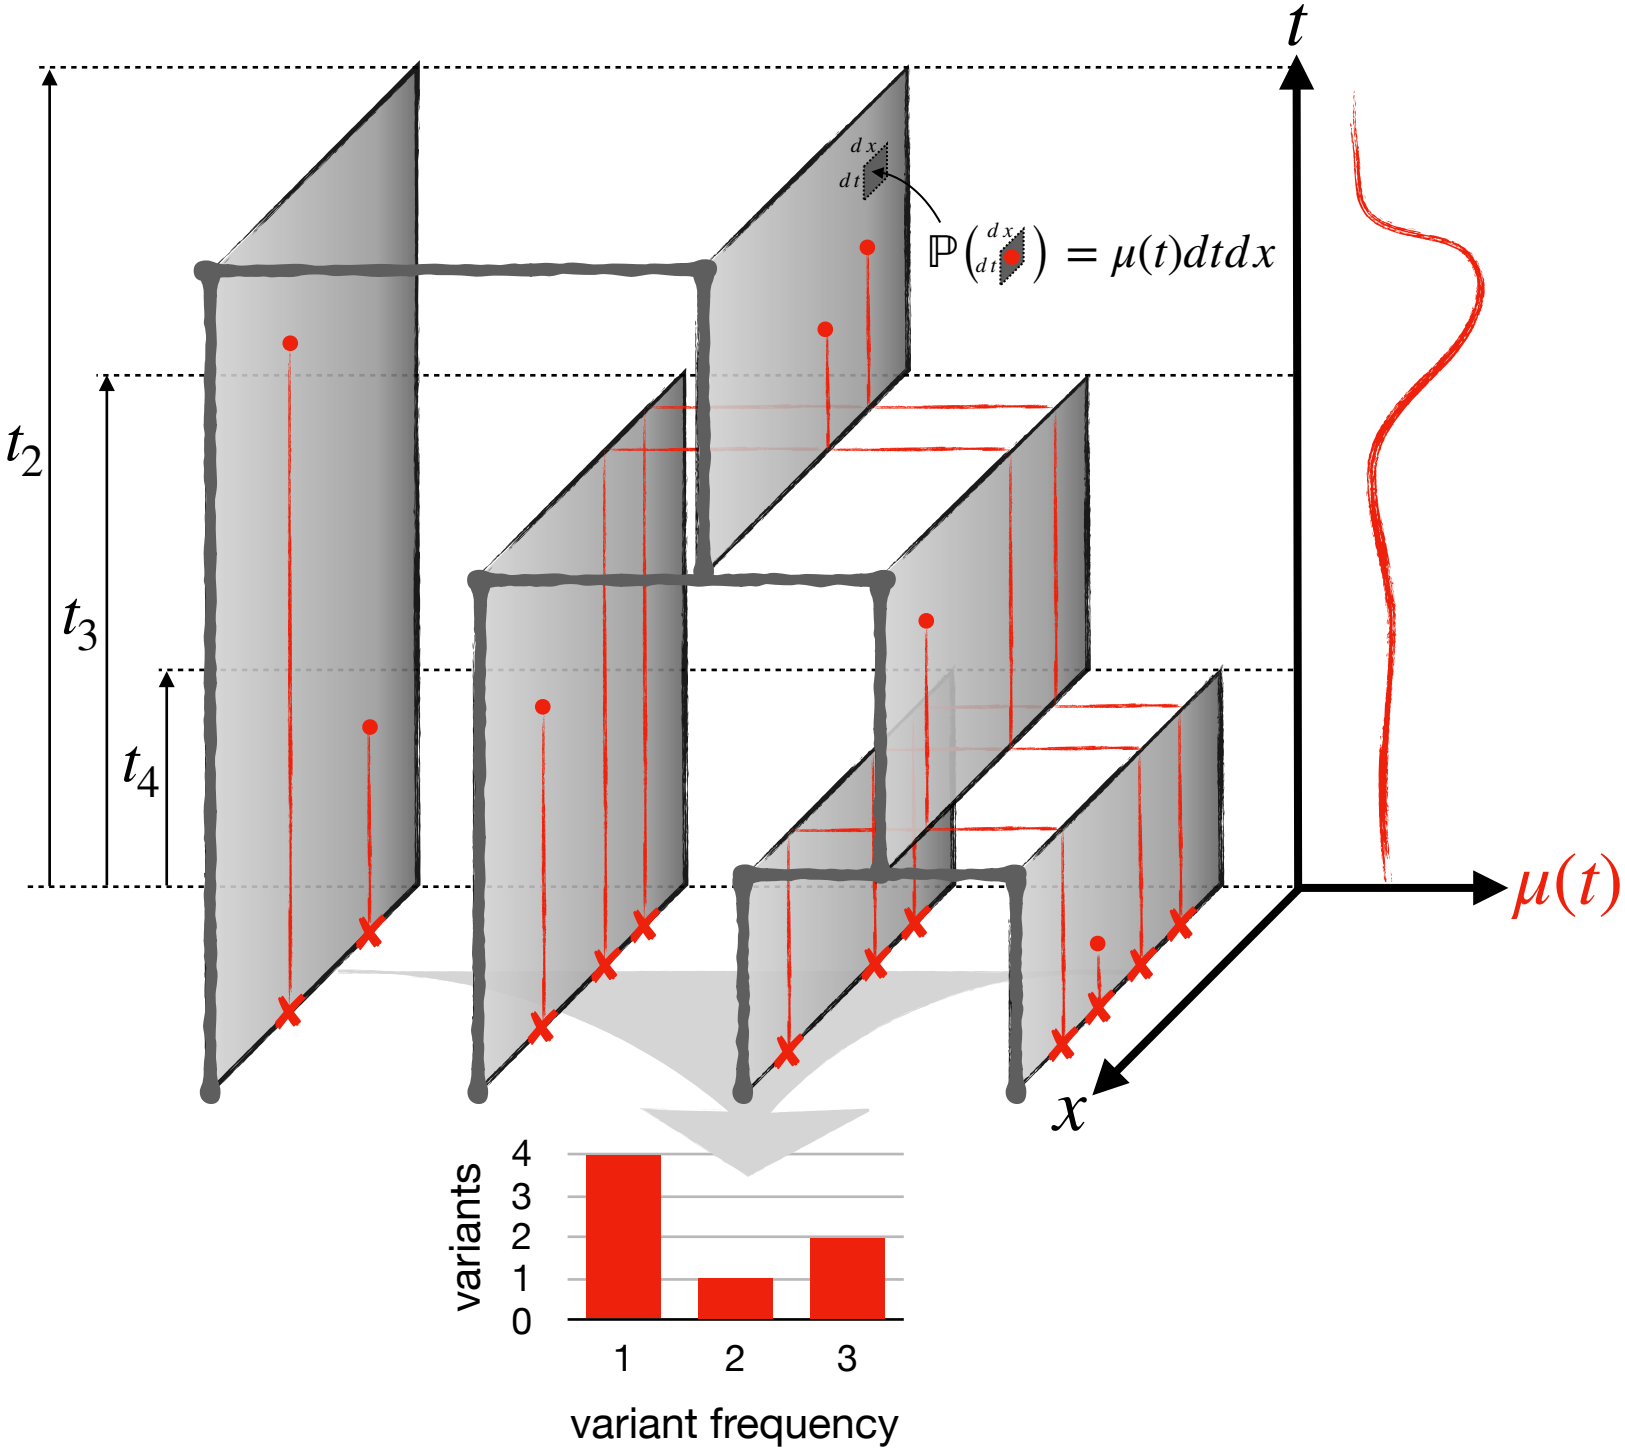 t
dx
dt
ℙ(dx dt) = μ(t)dtdx
t₂
t₃
t₄
μ(t)
x
variants
4
3
2
1
0
1 2 3
variant frequency